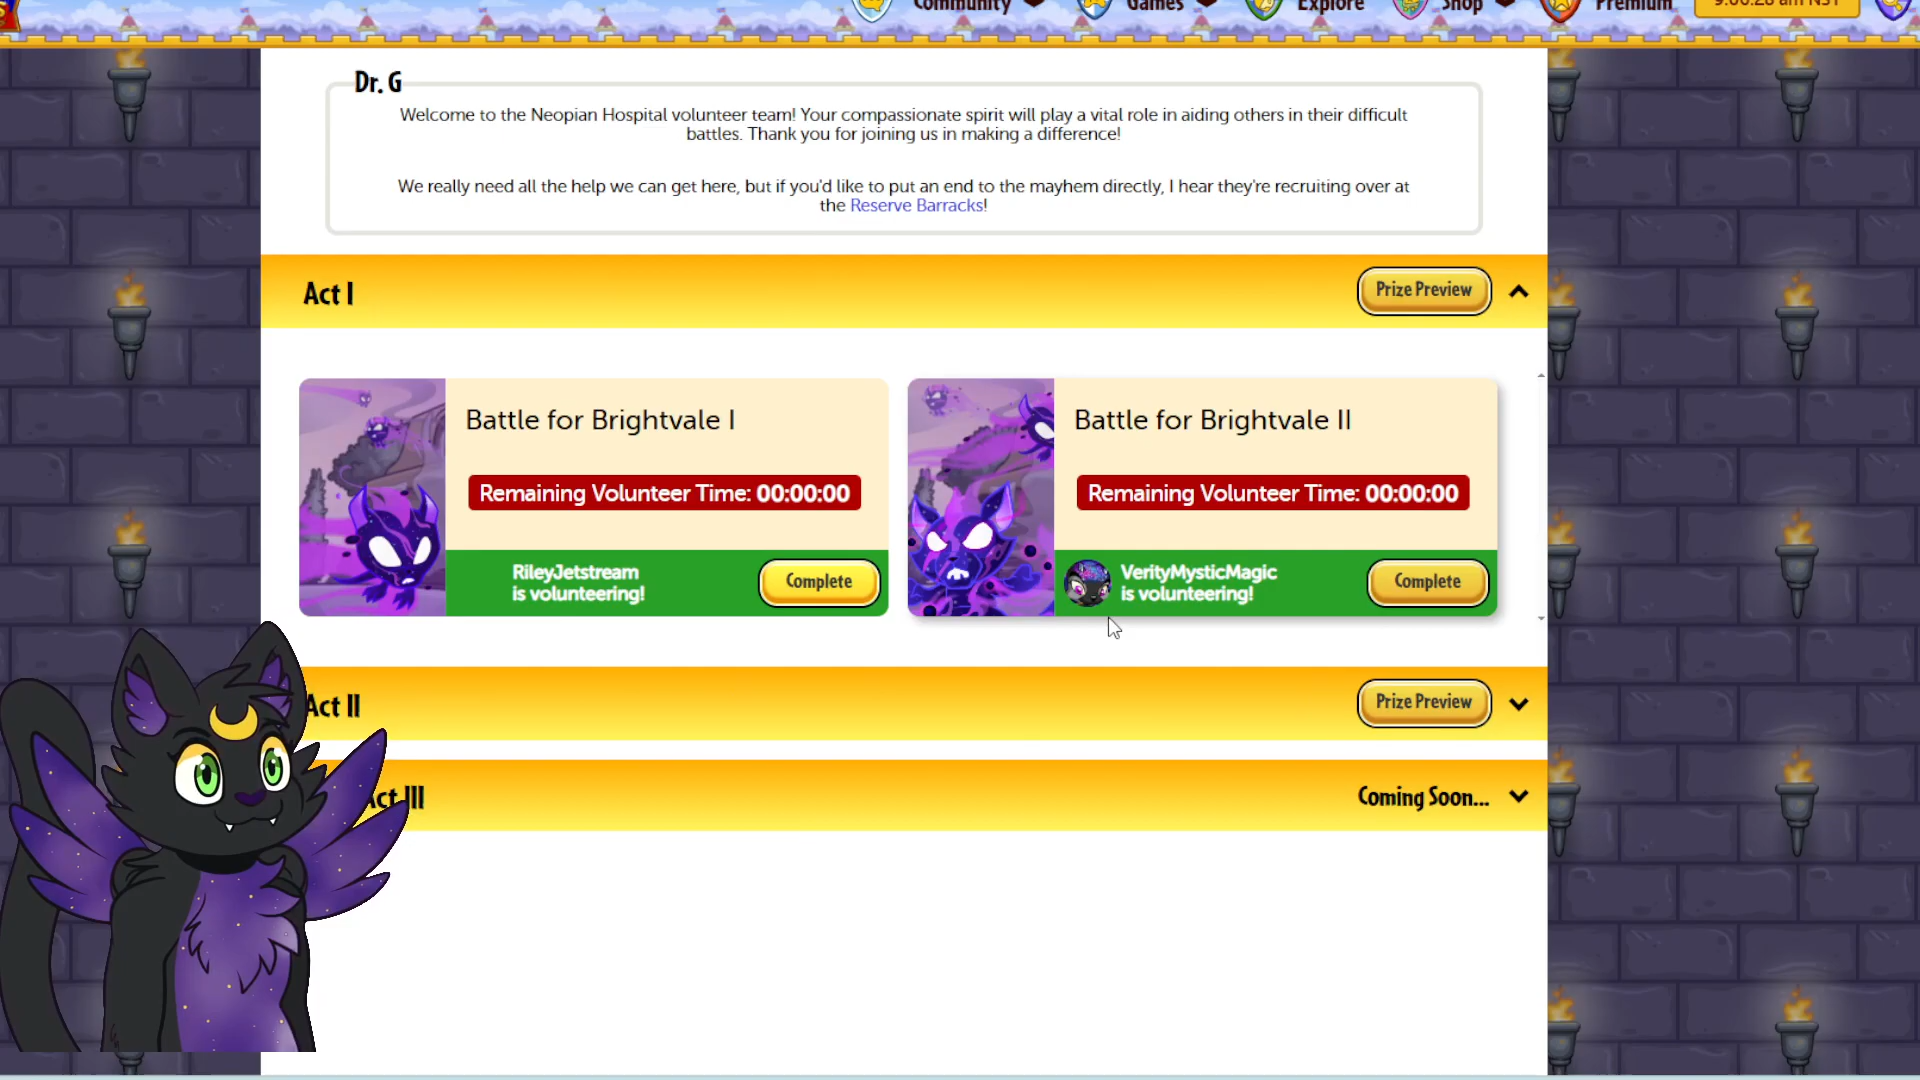 Community
Games
Explore
Shop
Premium
Dr. G
Welcome to the Neopian Hospital volunteer team! Your compassionate spirit will play a vital role in aiding others in their difficult
battles. Thank you for joining us in making a difference!
We really need all the help we can get here, but if you'd like to put an end to the mayhem directly, I hear they're recruiting over at
the Reserve Barracks!
Act I
Prize Preview
Battle for Brightvale I
Remaining Volunteer Time: 00:00:00
RileyJetstream
is volunteering!
Complete
Battle for Brightvale II
Remaining Volunteer Time: 00:00:00
VerityMysticMagic
is volunteering!
Complete
Act II
Prize Preview
Act III
Coming Soon...